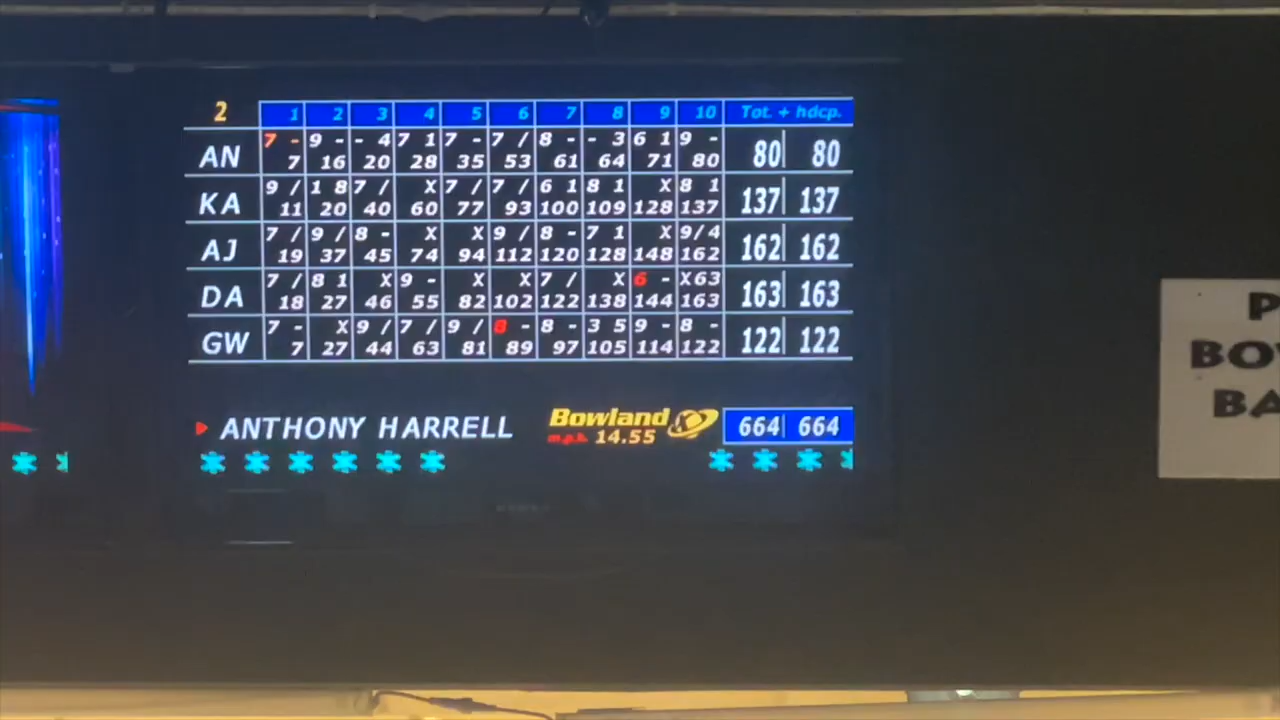 2 1 2 3 4 5 6 7 8 9 10 Tot. + hdcp.
AN 7 - 9 - - 4 7 1 7 - 7 / 8 - - 3 6 1 9 - 80 80
7 16 20 28 35 53 61 64 71 80
KA 9 / 1 8 7 / X 7 / 7 / 6 1 8 1 X 8 1 137 137
11 20 40 60 77 93 100 109 128 137
AJ 7 / 9 / 8 - X X 9 / 8 - 7 1 X 9/4 162 162
19 37 45 74 94 112 120 128 148 162
DA 7 / 8 1 X 9 - X X 7 / X 6 - X63 163 163
18 27 46 55 82 102 122 138 144 163
GW 7 - X 9 / 7 / 9 / 8 - 8 - 3 5 9 - 8 - 122 122
7 27 44 63 81 89 97 105 114 122
ANTHONY HARRELL Bowland 664 664
m.p.h. 14.55
P
BO
BA